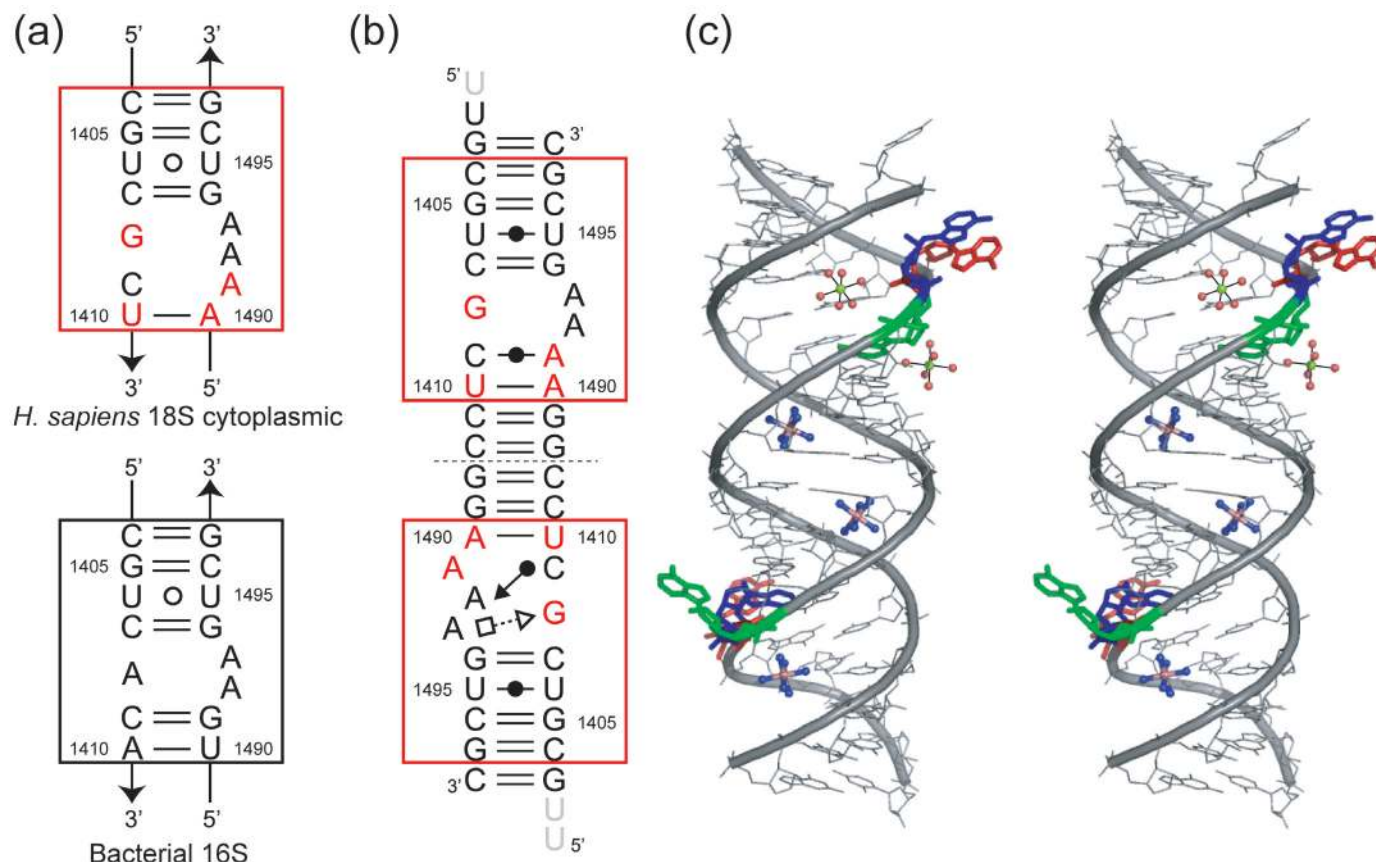 (a)
5' 3'
C G
1405 G C
U U 1495
C G
A
G A
C A
1410 U A 1490
3' 5'
H. sapiens 18S cytoplasmic
5' 3'
C G
1405 G C
U U 1495
C G
A
A A
C G
1410 A U 1490
3' 5'
Bacterial 16S
(b)
5' U
U
G C 3'
C G
1405 G C
U U 1495
C G
A
G A
C A
1410 U A 1490
C G
C G
G C
G C
1490 A U 1410
A C
A G
A
G C
1495 U U
C G 1405
G C
3' C G
U
U 5'
(c)